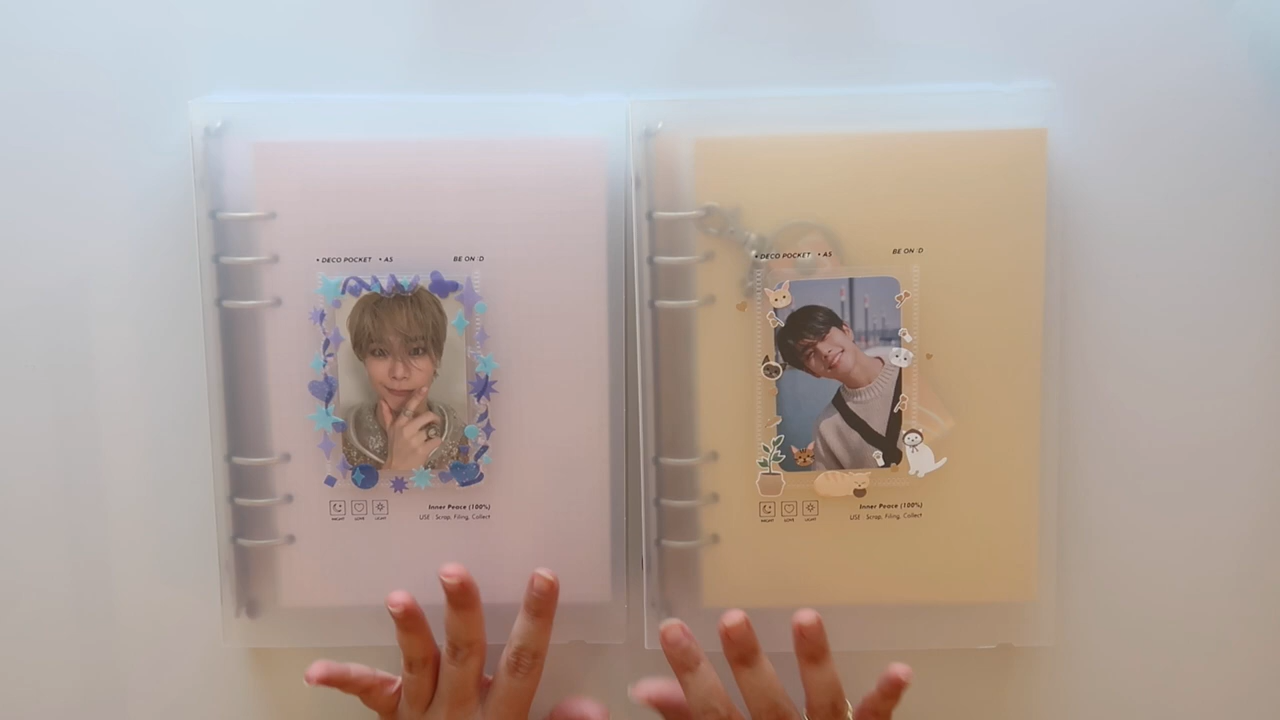 • DECO POCKET • A5 BE ON :D
NIGHT LOVE LIGHT
Inner Peace (100%)
USE : Scrap, Filing, Collect
• DECO POCKET • A5 BE ON :D
NIGHT LOVE LIGHT
Inner Peace (100%)
USE : Scrap, Filing, Collect